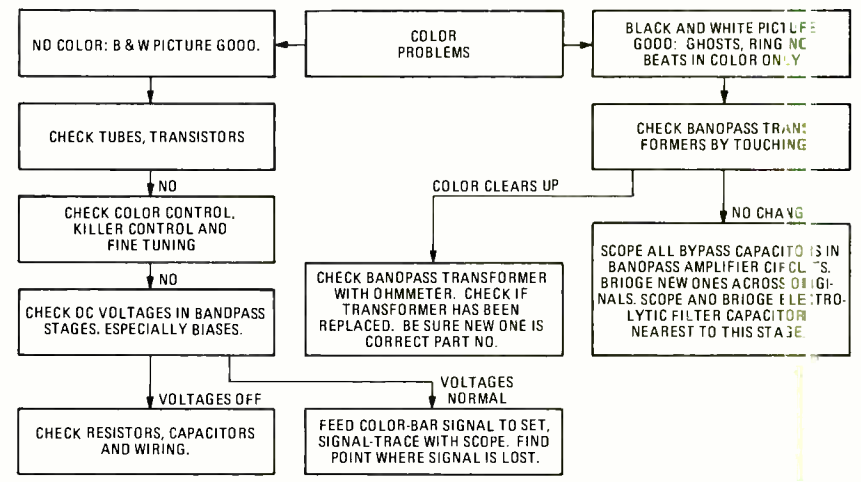 COLOR
PROBLEMS
NO COLOR: B & W PICTURE GOOD.
CHECK TUBES, TRANSISTORS
NO
CHECK COLOR CONTROL,
KILLER CONTROL AND
FINE TUNING
NO
CHECK DC VOLTAGES IN BANDPASS
STAGES, ESPECIALLY BIASES.
VOLTAGES OFF
CHECK RESISTORS, CAPACITORS
AND WIRING.
VOLTAGES
NORMAL
FEED COLOR-BAR SIGNAL TO SET,
SIGNAL-TRACE WITH SCOPE. FIND
POINT WHERE SIGNAL IS LOST.
BLACK AND WHITE PICTURE
GOOD: GHOSTS, RING NO
BEATS IN COLOR ONLY
CHECK BANDPASS TRANS
FORMERS BY TOUCHING
COLOR CLEARS UP
CHECK BANDPASS TRANSFORMER
WITH OHMMETER. CHECK IF
TRANSFORMER HAS BEEN
REPLACED. BE SURE NEW ONE IS
CORRECT PART NO.
NO CHANG
SCOPE ALL BYPASS CAPACITORS IN
BANDPASS AMPLIFIER CIRCUITS.
BRIDGE NEW ONES ACROSS ORIGI-
NALS. SCOPE AND BRIDGE ELECTRO-
LYTIC FILTER CAPACITOR
NEAREST TO THIS STAGE.